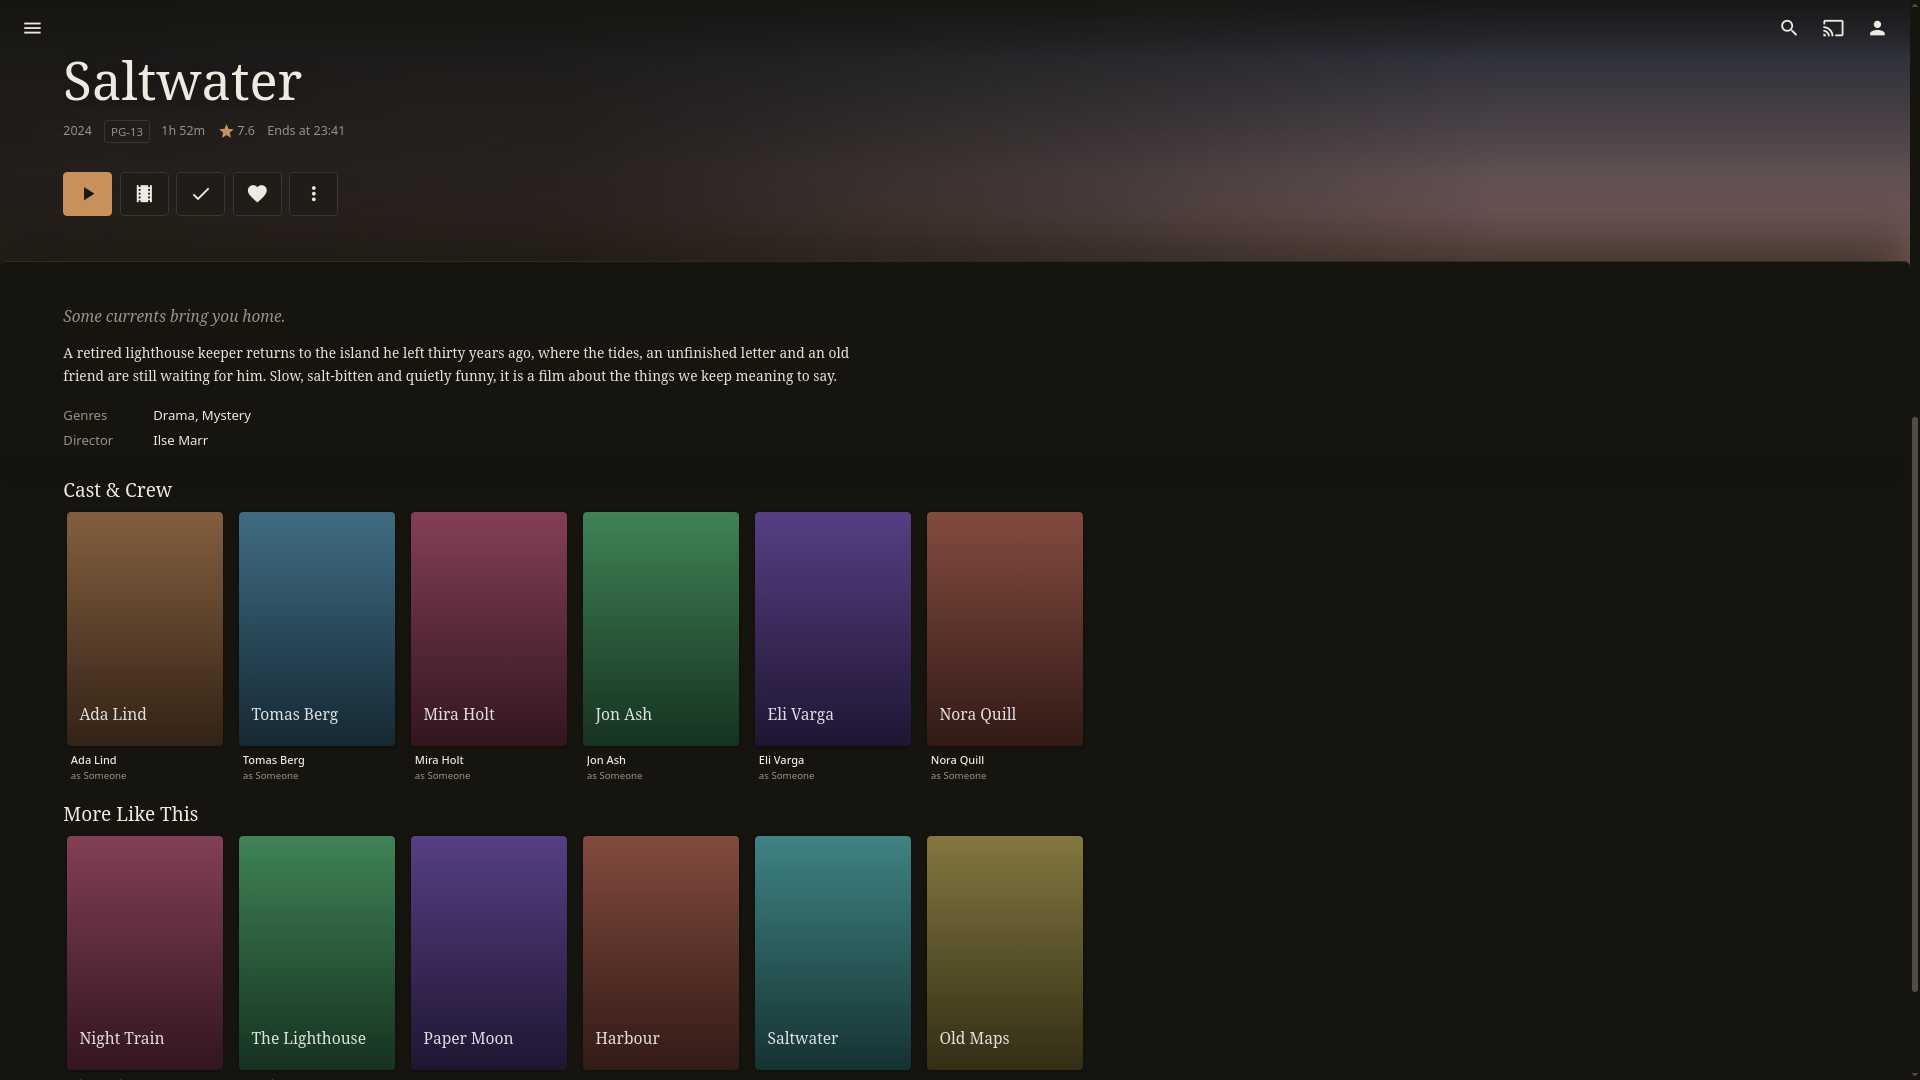 Saltwater
2024 PG-13 1h 52m 7.6 Ends at 23:41
Some currents bring you home.
A retired lighthouse keeper returns to the island he left thirty years ago, where the tides, an unfinished letter and an old
friend are still waiting for him. Slow, salt-bitten and quietly funny, it is a film about the things we keep meaning to say.
Genres Drama, Mystery
Director Ilse Marr
Cast & Crew
Ada Lind Tomas Berg Mira Holt Jon Ash Eli Varga Nora Quill
Ada Lind Tomas Berg Mira Holt Jon Ash Eli Varga Nora Quill
as Someone as Someone as Someone as Someone as Someone as Someone
More Like This
Night Train The Lighthouse Paper Moon Harbour Saltwater Old Maps